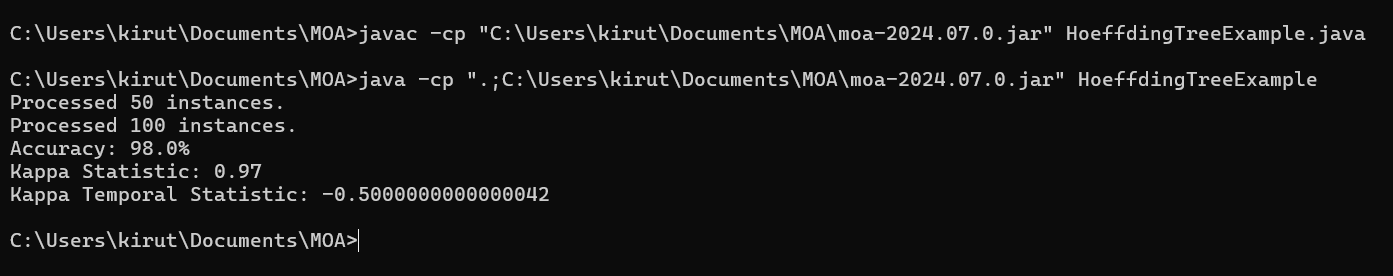 C:\Users\kirut\Documents\MOA>javac -cp "C:\Users\kirut\Documents\MOA\moa-2024.07.0.jar" HoeffdingTreeExample.java
C:\Users\kirut\Documents\MOA>java -cp ".;C:\Users\kirut\Documents\MOA\moa-2024.07.0.jar" HoeffdingTreeExample
Processed 50 instances.
Processed 100 instances.
Accuracy: 98.0%
Kappa Statistic: 0.97
Kappa Temporal Statistic: -0.5000000000000042
C:\Users\kirut\Documents\MOA>